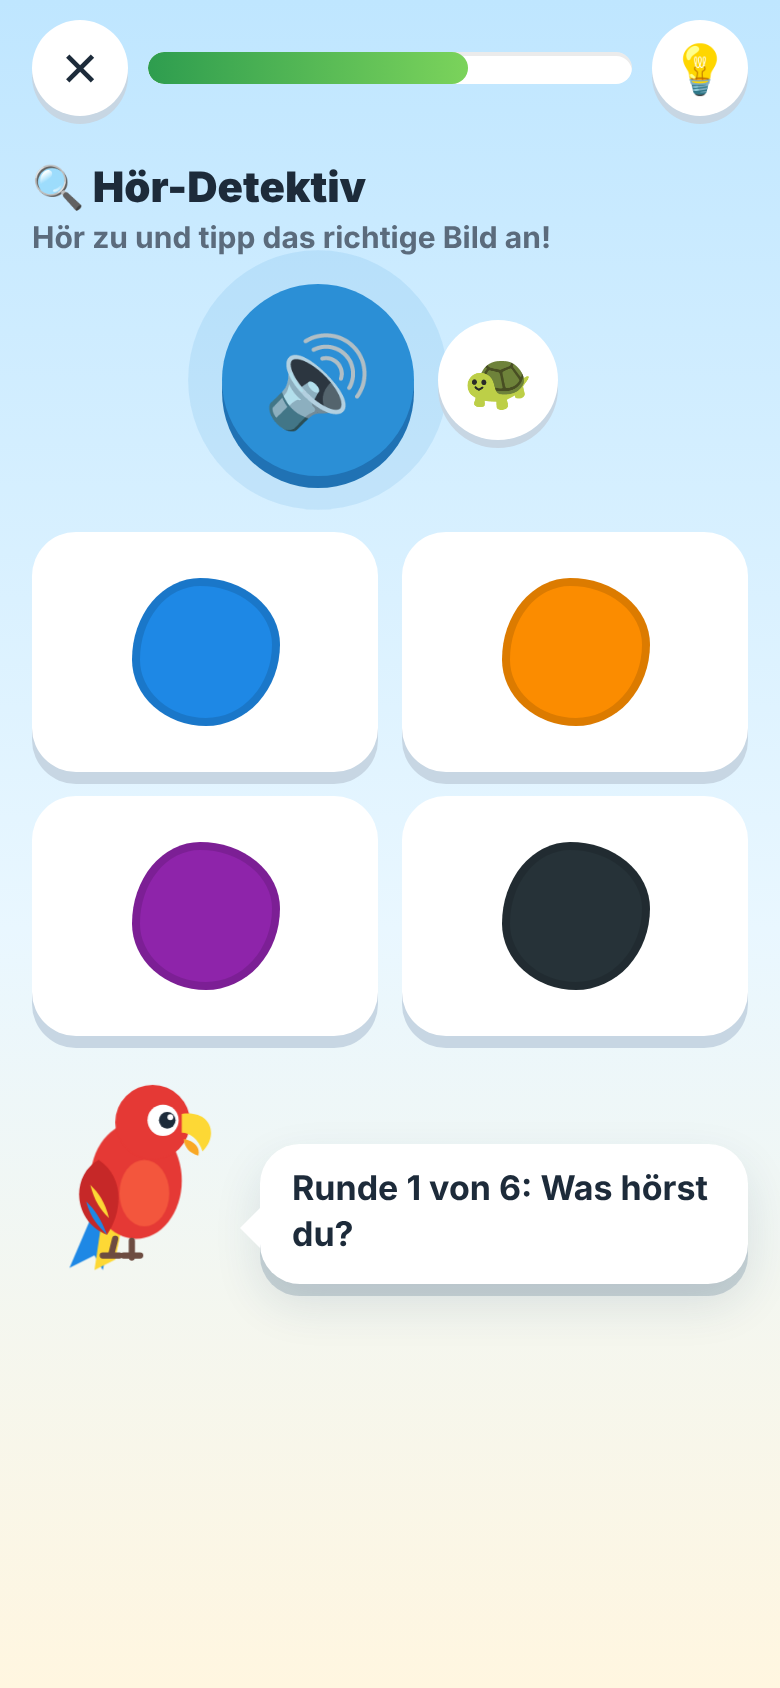 Hör-Detektiv
Hör zu und tipp das richtige Bild an!
Runde 1 von 6: Was hörst
du?